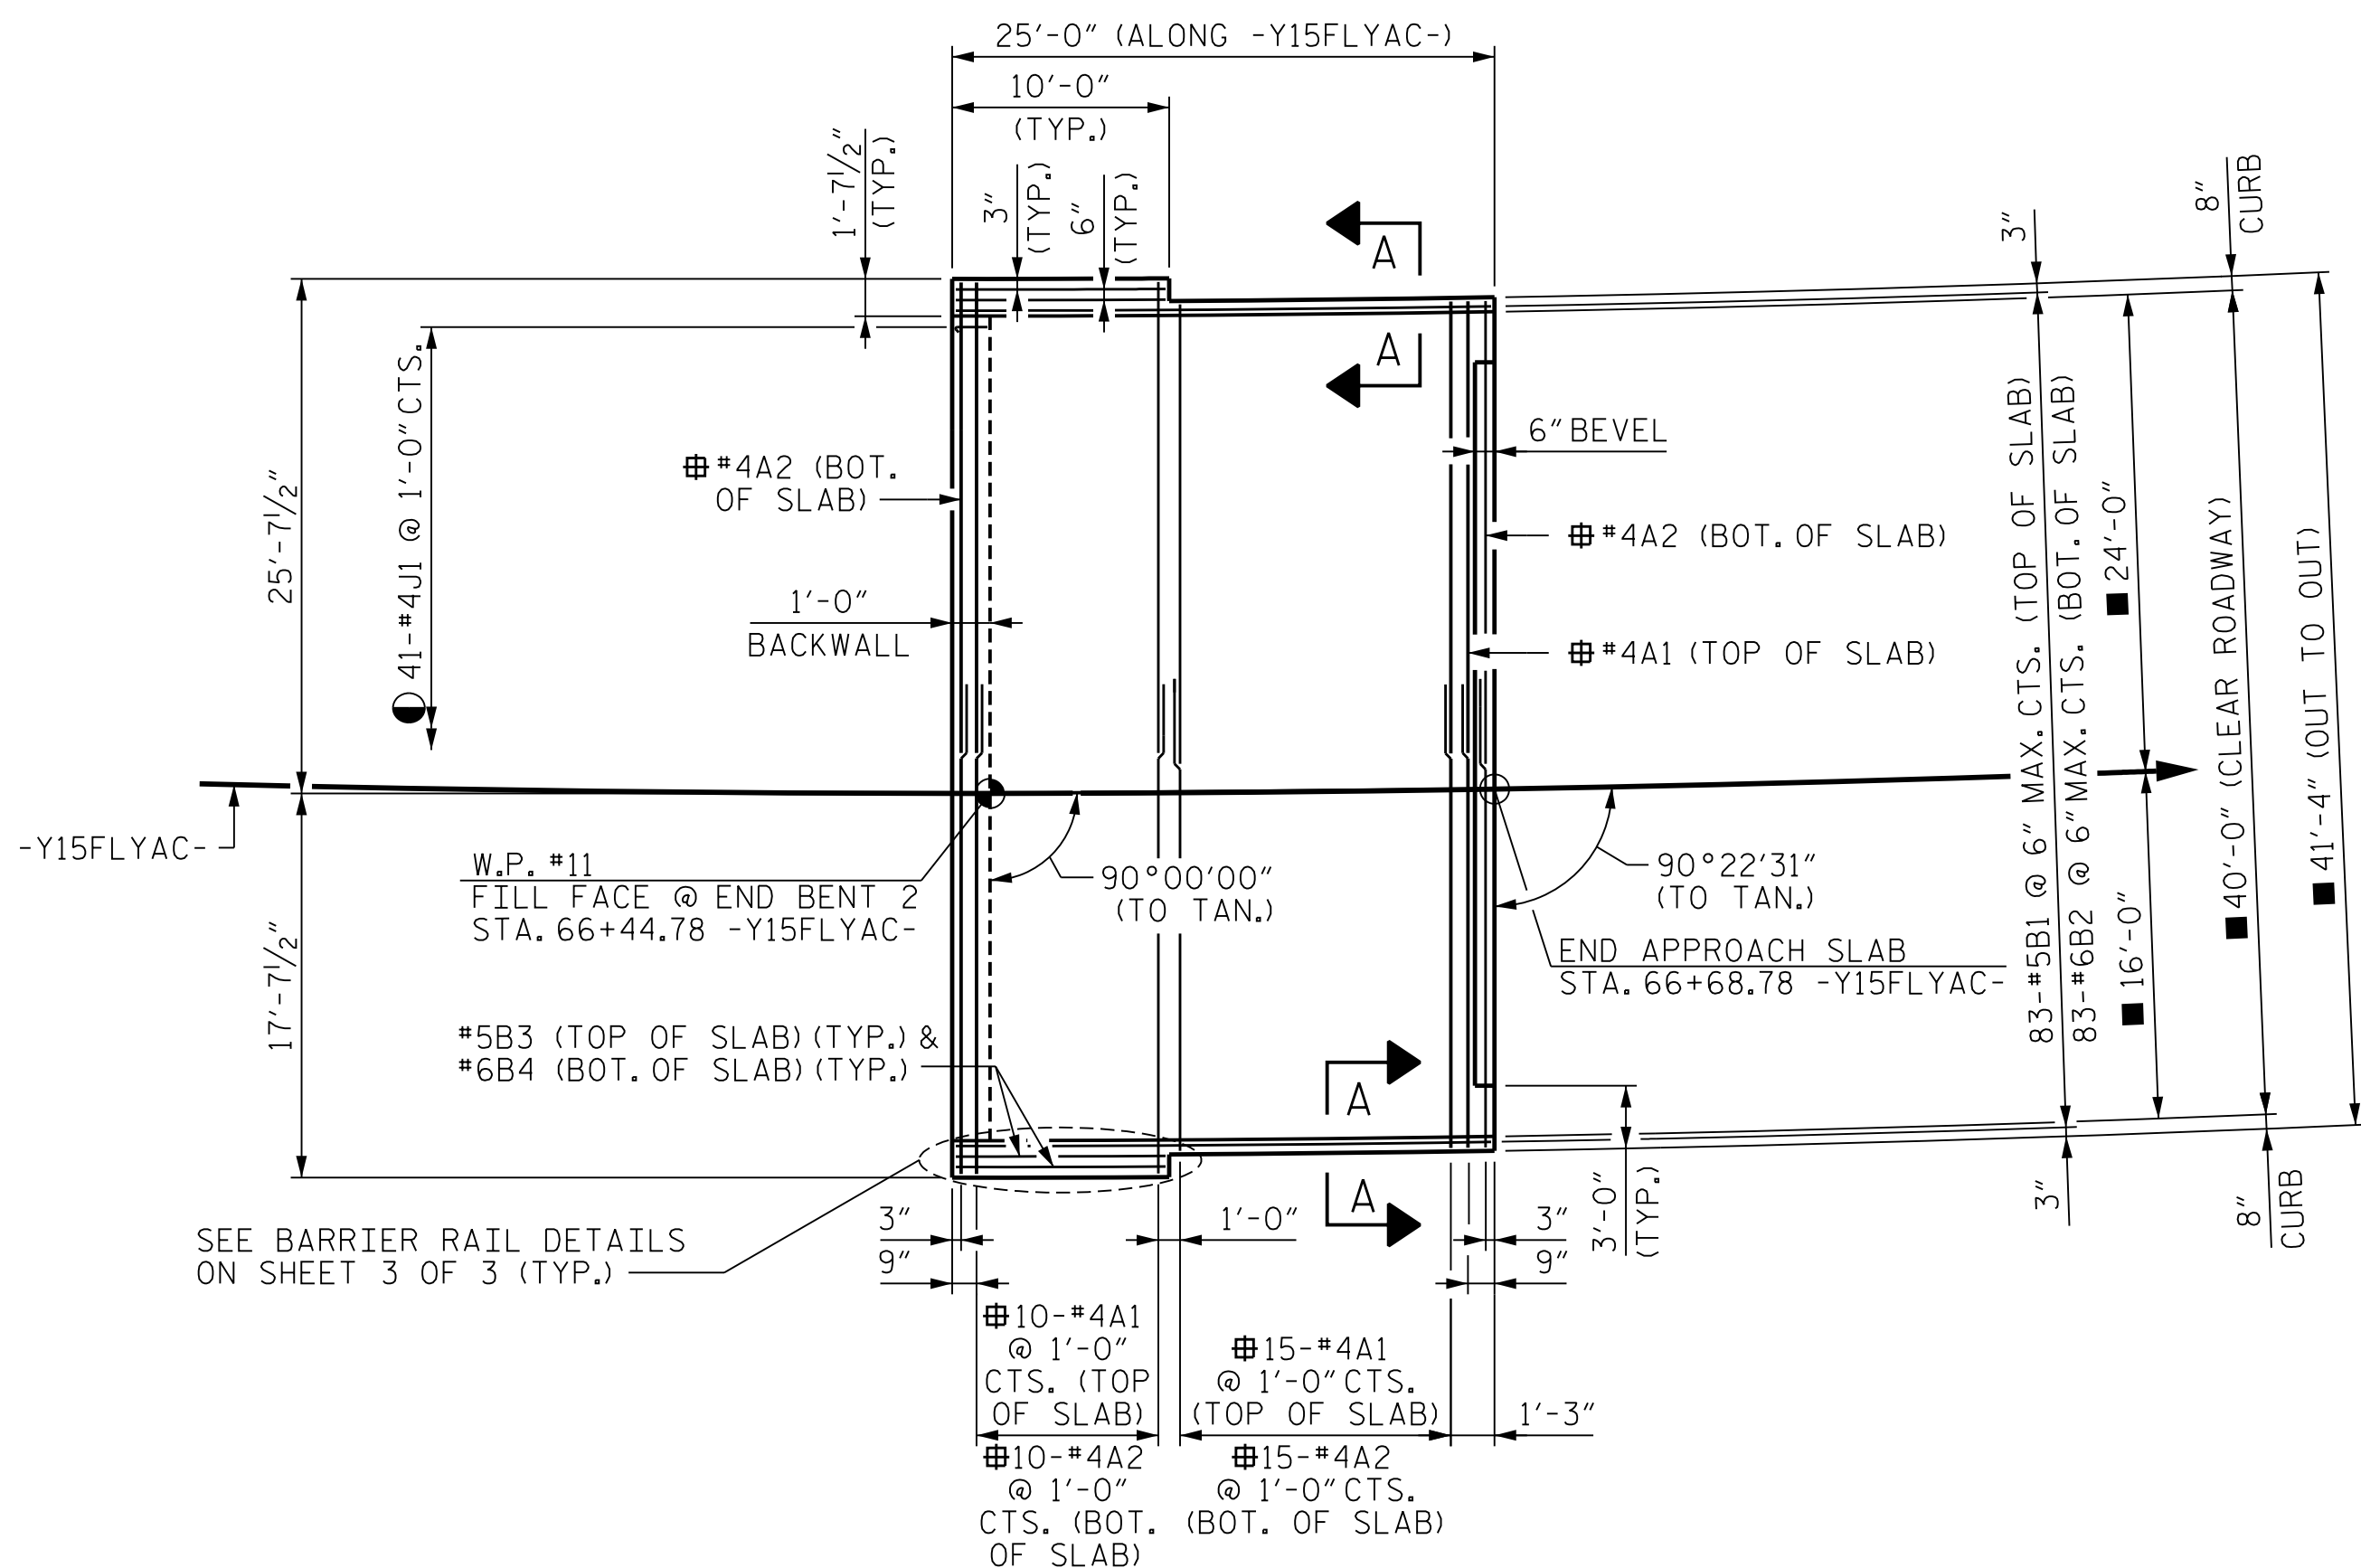 25'-0" (ALONG -Y15FLYAC-)
10'-0"
(TYP.)
1'-7 1/2"
(TYP.)
3"
(TYP.)
6"
(TYP.)
A
A
3"
8"
CURB
25'-7 1/2"
41-#4J1 @ 1'-0" CTS.
#4A2 (BOT.
OF SLAB)
1'-0"
BACKWALL
6" BEVEL
#4A2 (BOT. OF SLAB)
#4A1 (TOP OF SLAB)
83-#5B1 @ 6" MAX. CTS. (TOP OF SLAB)
83-#6B2 @ 6" MAX. CTS. (BOT. OF SLAB)
24'-0"
16'-0"
40'-0" (CLEAR ROADWAY)
41'-4" (OUT TO OUT)
-Y15FLYAC-
W.P. #11
FILL FACE @ END BENT 2
STA. 66+44.78 -Y15FLYAC-
90°00'00"
(TO TAN.)
90°22'31"
(TO TAN.)
END APPROACH SLAB
STA. 66+68.78 -Y15FLYAC-
17'-7 1/2"
#5B3 (TOP OF SLAB) (TYP.) &
#6B4 (BOT. OF SLAB) (TYP.)
A
A
SEE BARRIER RAIL DETAILS
ON SHEET 3 OF 3 (TYP.)
3"
9"
1'-0"
3"
9"
3'-0"
(TYP.)
3"
8"
CURB
10-#4A1
@ 1'-0"
CTS. (TOP
OF SLAB)
15-#4A1
@ 1'-0" CTS.
(TOP OF SLAB)
1'-3"
10-#4A2
@ 1'-0"
CTS. (BOT.
OF SLAB)
15-#4A2
@ 1'-0" CTS.
(BOT. OF SLAB)